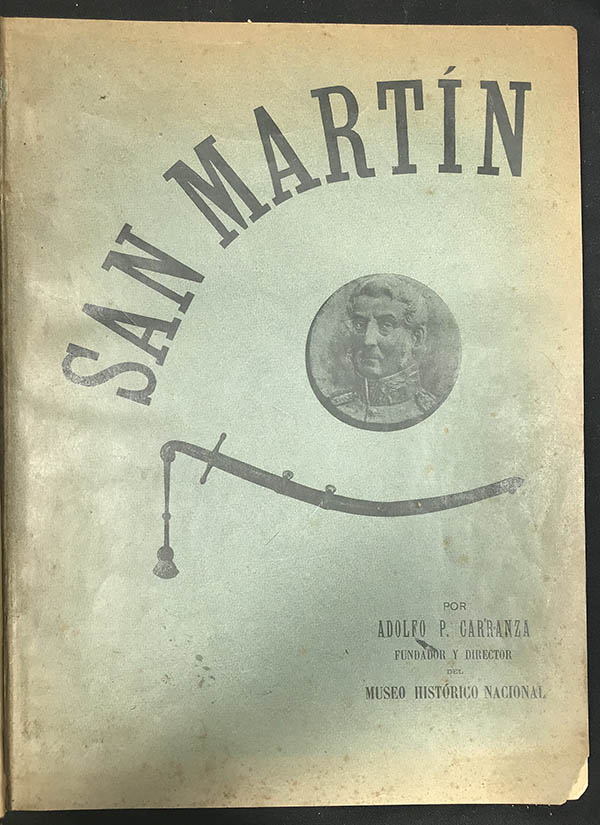 SAN MARTÍN
POR
ADOLFO P. CARRANZA
FUNDADOR Y DIRECTOR
DEL
MUSEO HISTÓRICO NACIONAL